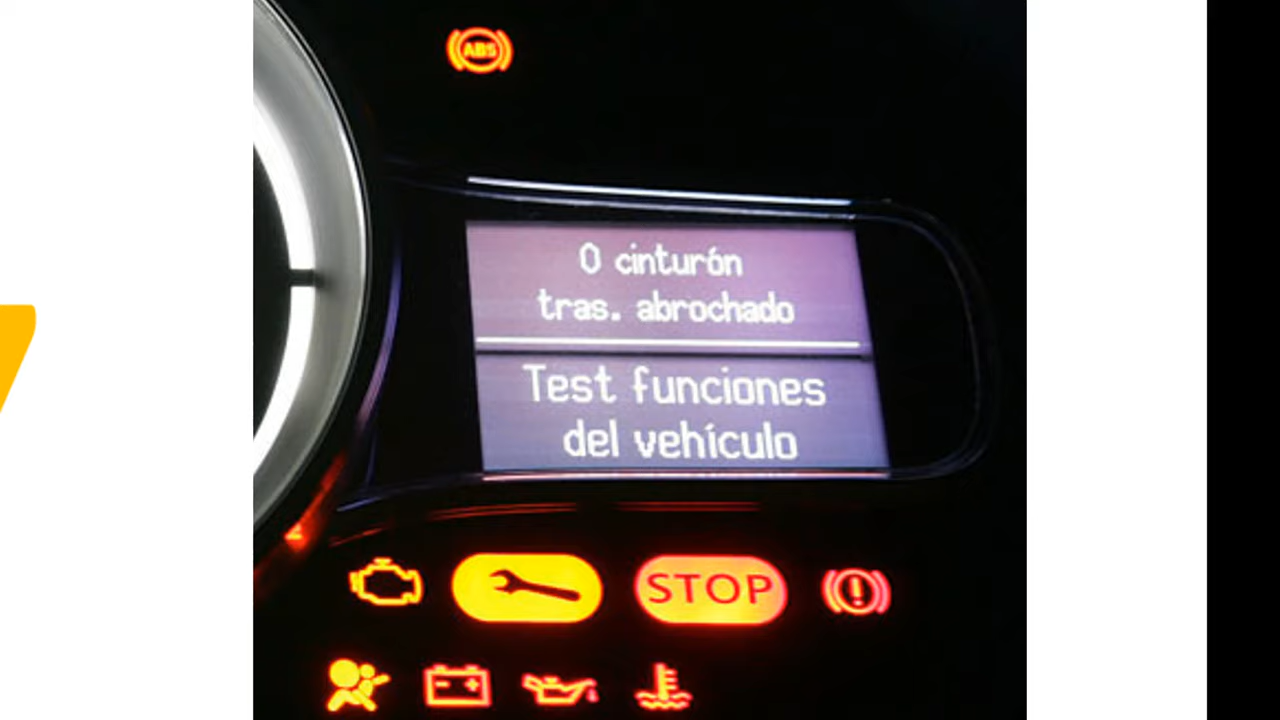 ABS
0 cinturón
tras. abrochado
Test funciones
del vehículo
STOP